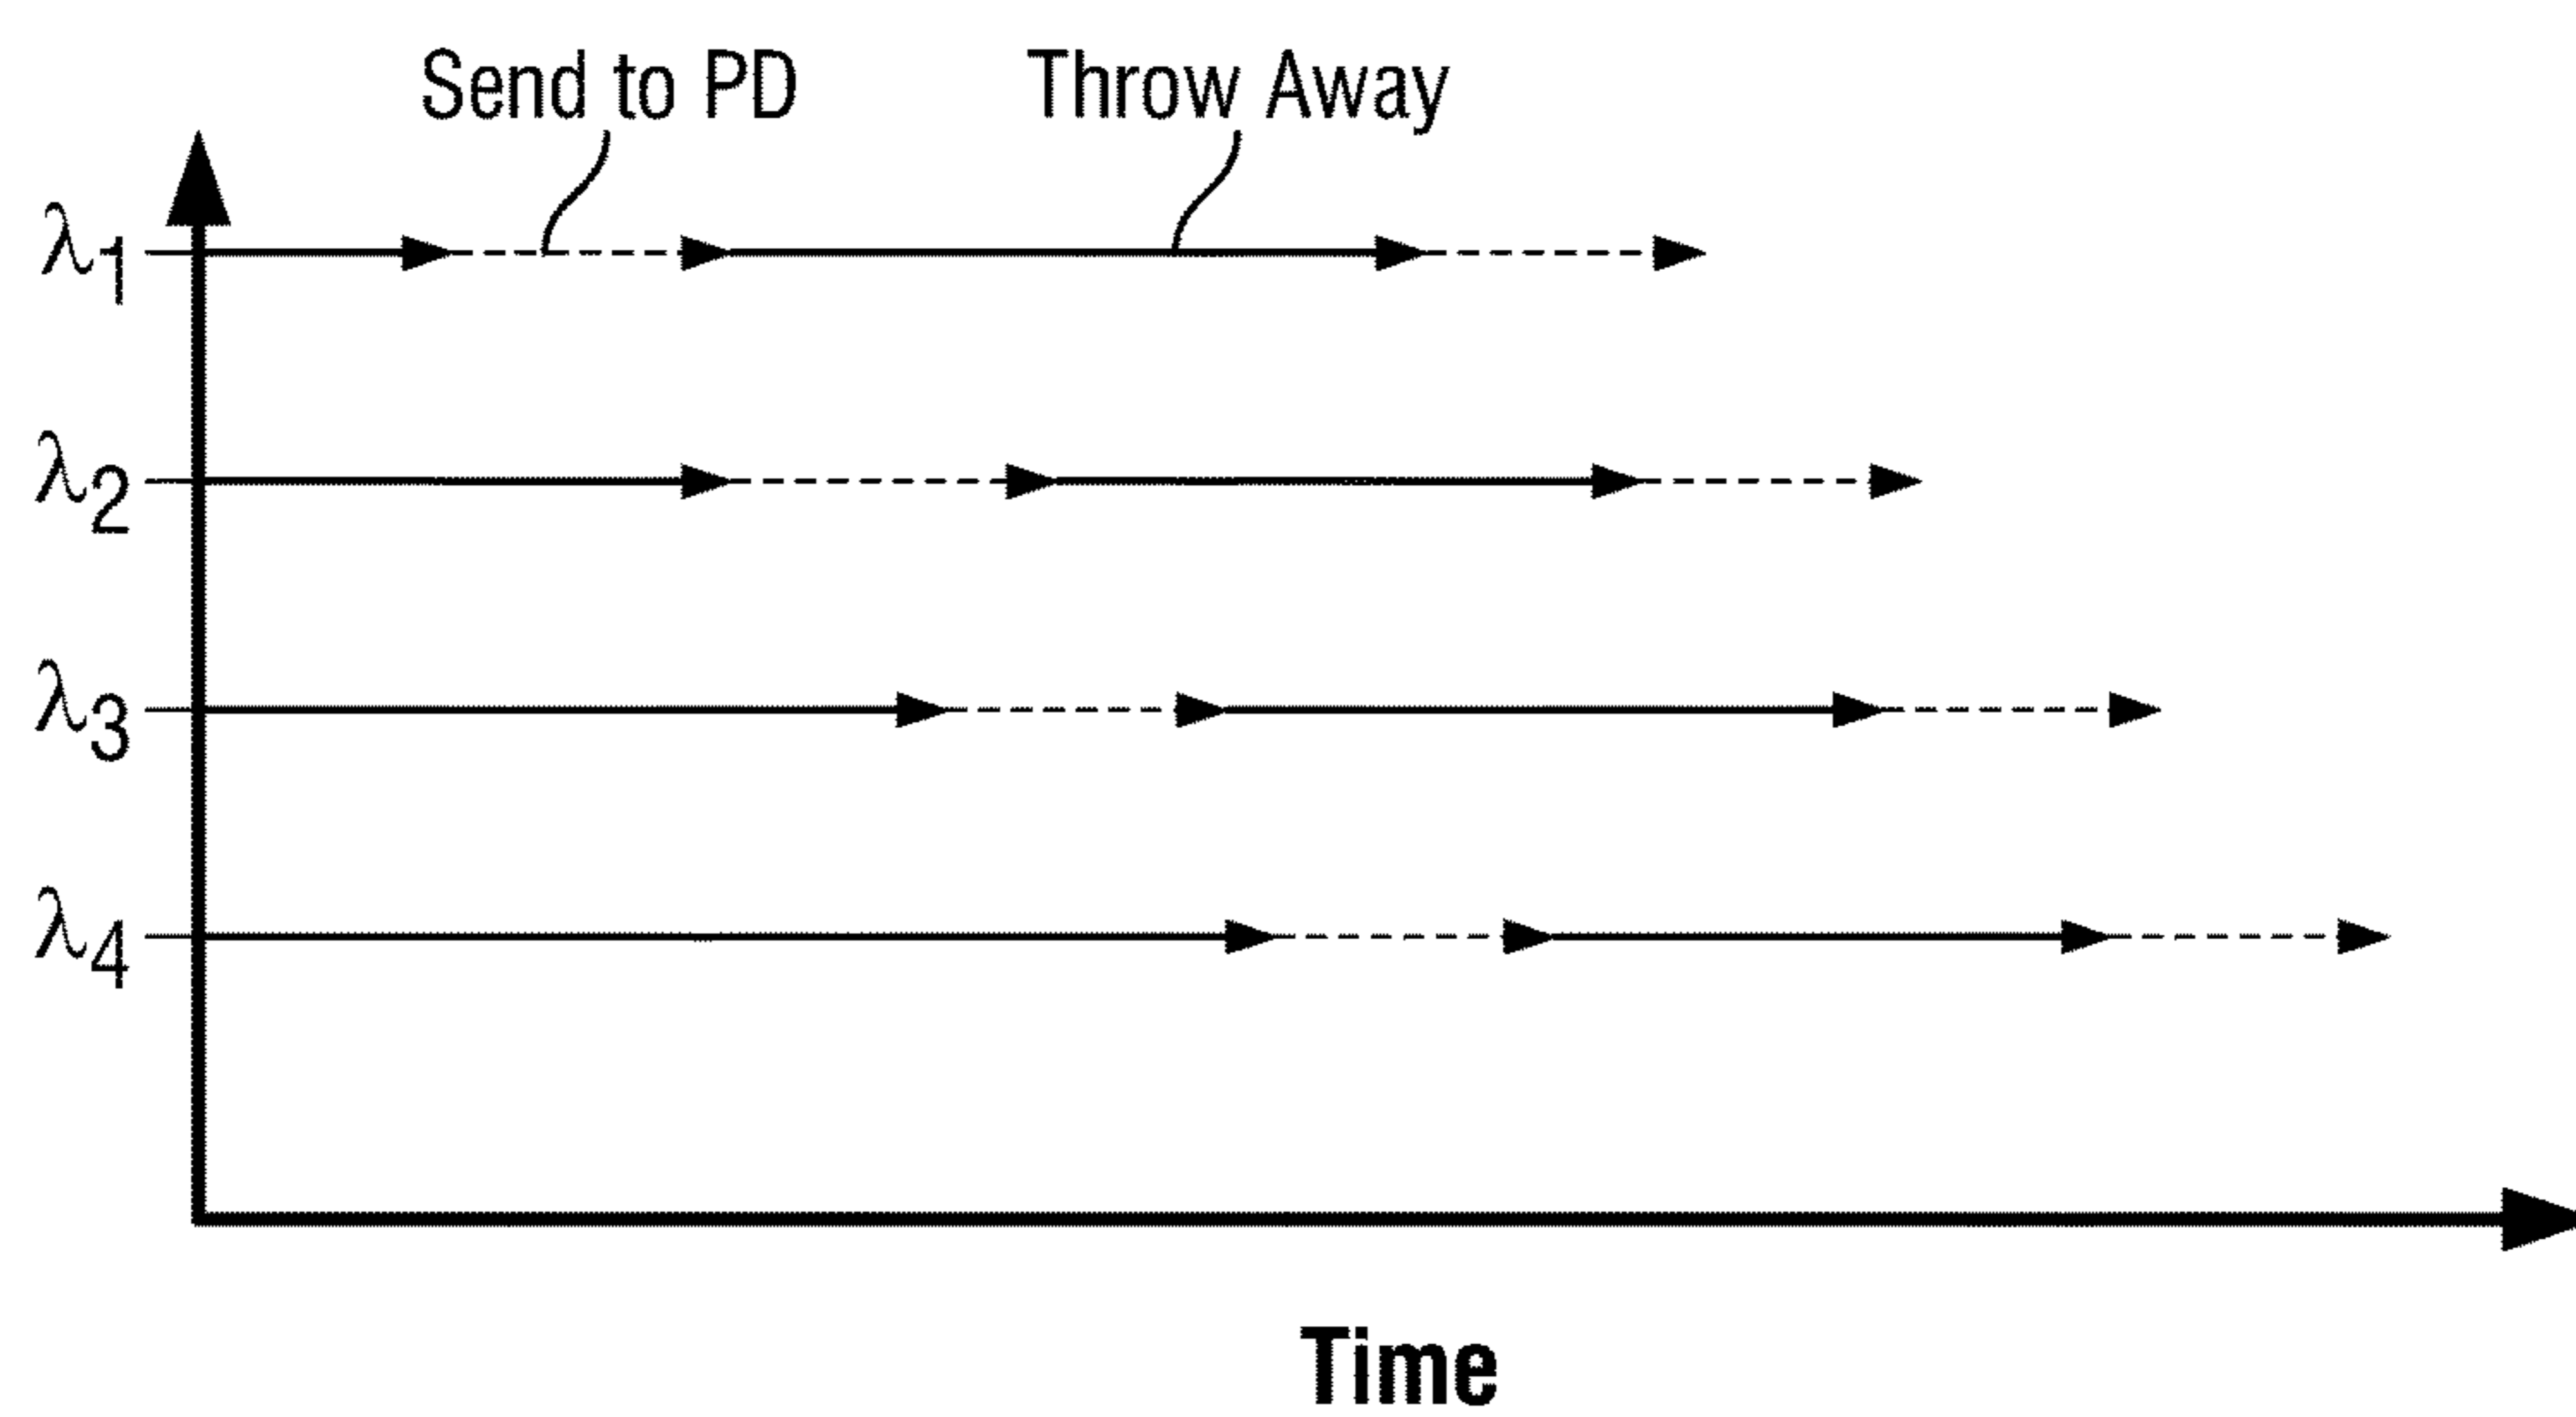 Send to PD Throw Away
λ1
λ2
λ3
λ4
Time